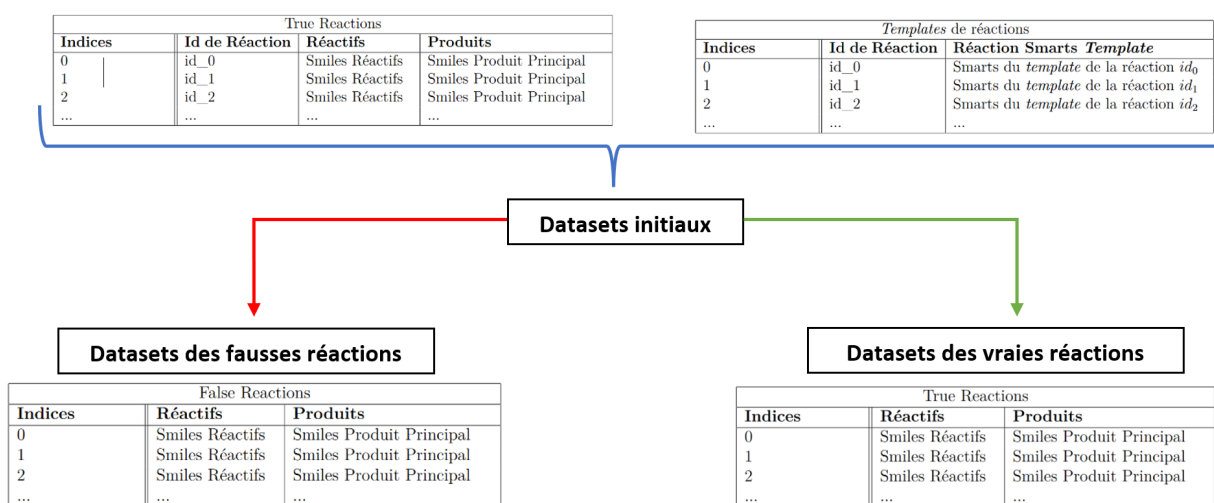 True Reactions
Indices Id de Réaction Réactifs Produits
0 id_0 Smiles Réactifs Smiles Produit Principal
1 id_1 Smiles Réactifs Smiles Produit Principal
2 id_2 Smiles Réactifs Smiles Produit Principal
... ... ... ...
Templates de réactions
Indices Id de Réaction Réaction Smarts Template
0 id_0 Smarts du template de la réaction id₀
1 id_1 Smarts du template de la réaction id₁
2 id_2 Smarts du template de la réaction id₂
... ... ...
Datasets initiaux
Datasets des fausses réactions
False Reactions
Indices Réactifs Produits
0 Smiles Réactifs Smiles Produit Principal
1 Smiles Réactifs Smiles Produit Principal
2 Smiles Réactifs Smiles Produit Principal
... ... ...
Datasets des vraies réactions
True Reactions
Indices Réactifs Produits
0 Smiles Réactifs Smiles Produit Principal
1 Smiles Réactifs Smiles Produit Principal
2 Smiles Réactifs Smiles Produit Principal
... ... ...